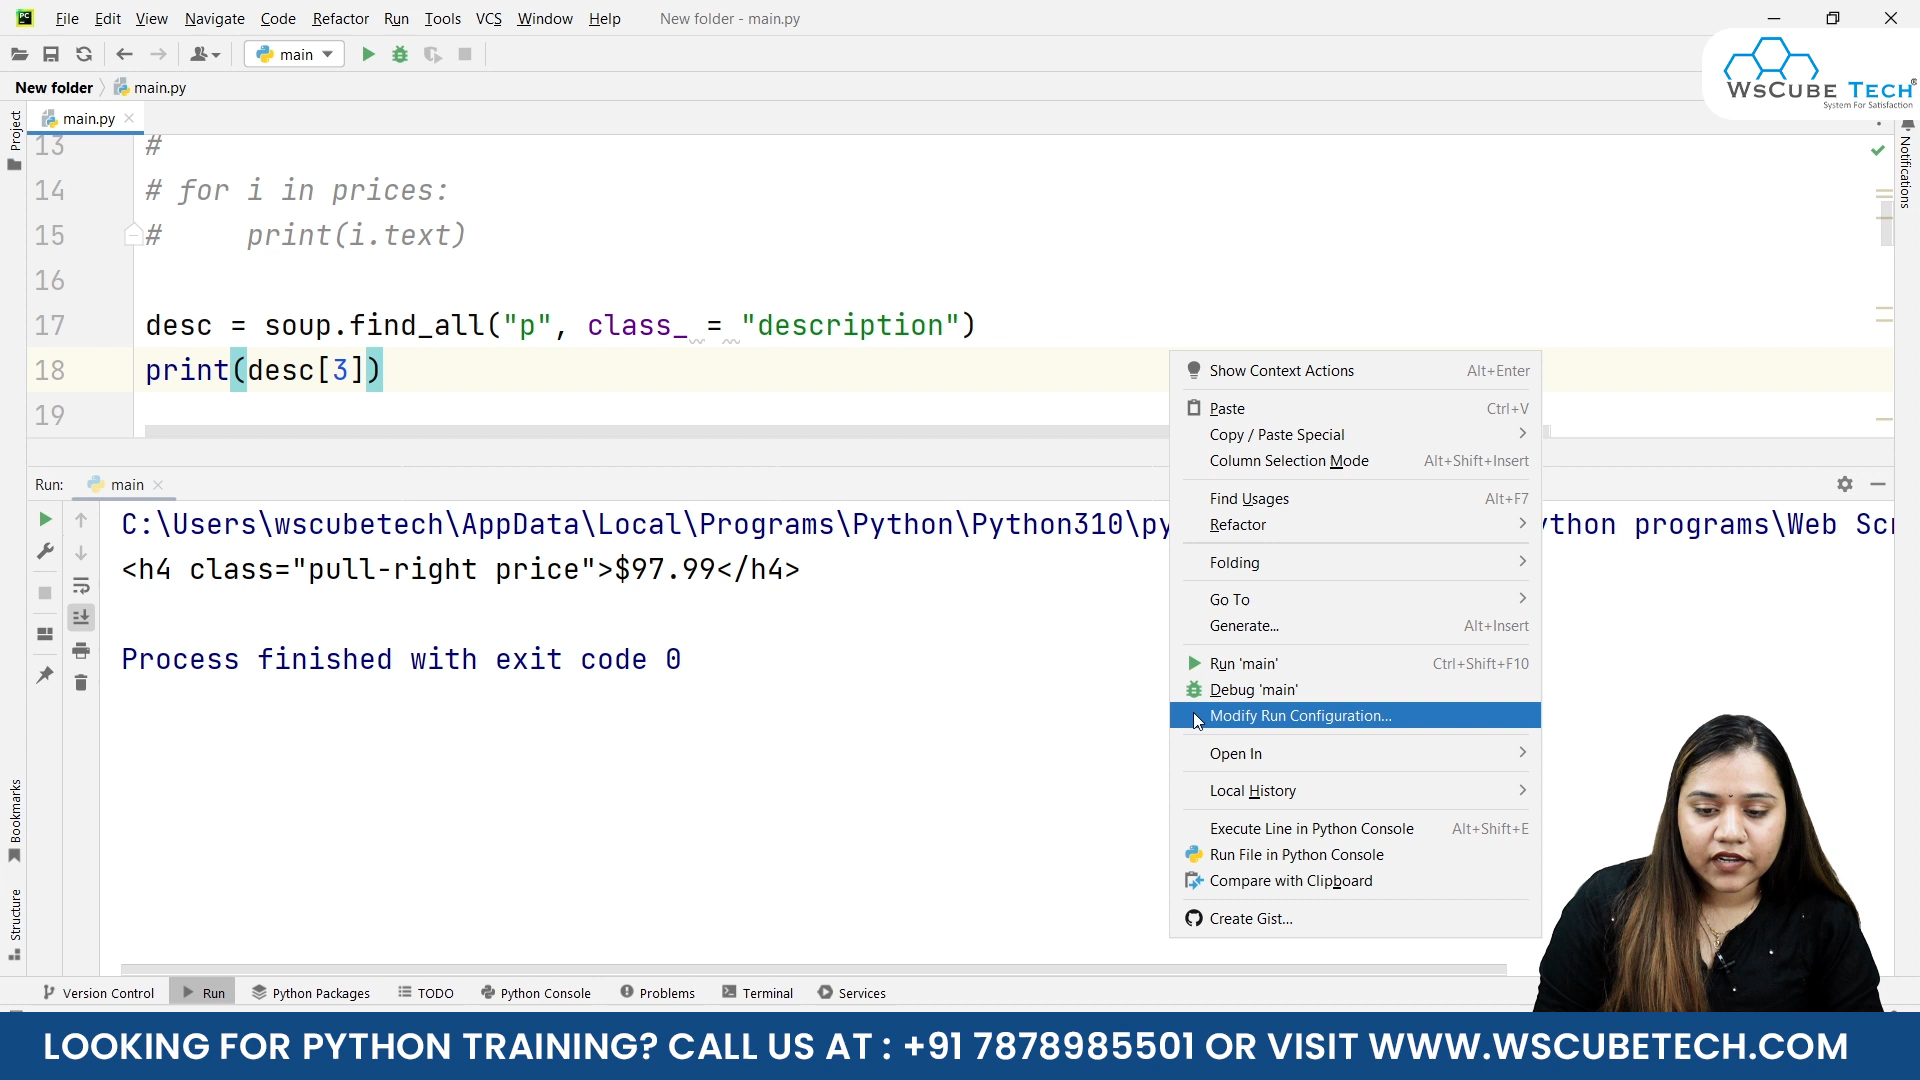 File Edit View Navigate Code Refactor Run Tools VCS Window Help New folder - main.py
main
New folder main.py
WsCube Tech®
System For Satisfaction
main.py
Project
Notifications
13 #
14 # for i in prices:
15 #     print(i.text)
16
17 desc = soup.find_all("p", class_ = "description")
18 print(desc[3])
19
Show Context Actions Alt+Enter
Paste Ctrl+V
Copy / Paste Special
Column Selection Mode Alt+Shift+Insert
Find Usages Alt+F7
Refactor
Folding
Go To
Generate... Alt+Insert
Run 'main' Ctrl+Shift+F10
Debug 'main'
Modify Run Configuration...
Open In
Local History
Execute Line in Python Console Alt+Shift+E
Run File in Python Console
Compare with Clipboard
Create Gist...
Run: main
C:\Users\wscubetech\AppData\Local\Programs\Python\Python310\py ython programs\Web Scr
<h4 class="pull-right price">$97.99</h4>
Process finished with exit code 0
Bookmarks
Structure
Version Control Run Python Packages TODO Python Console Problems Terminal Services
LOOKING FOR PYTHON TRAINING? CALL US AT : +91 7878985501 OR VISIT WWW.WSCUBETECH.COM